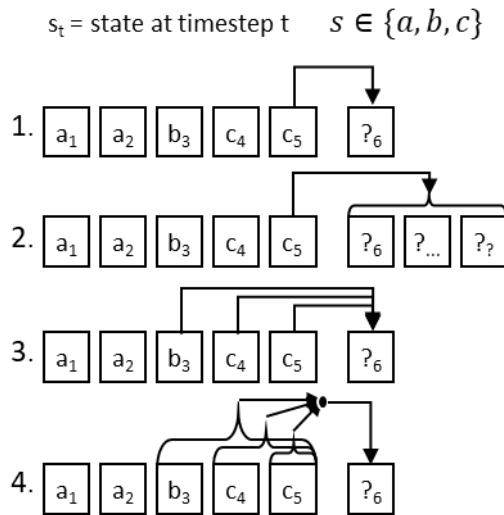 sₜ = state at timestep t s ∈ {a, b, c}
1. a₁ a₂ b₃ c₄ c₅ ?₆
2. a₁ a₂ b₃ c₄ c₅ ?₆ ?... ??
3. a₁ a₂ b₃ c₄ c₅ ?₆
4. a₁ a₂ b₃ c₄ c₅ ?₆